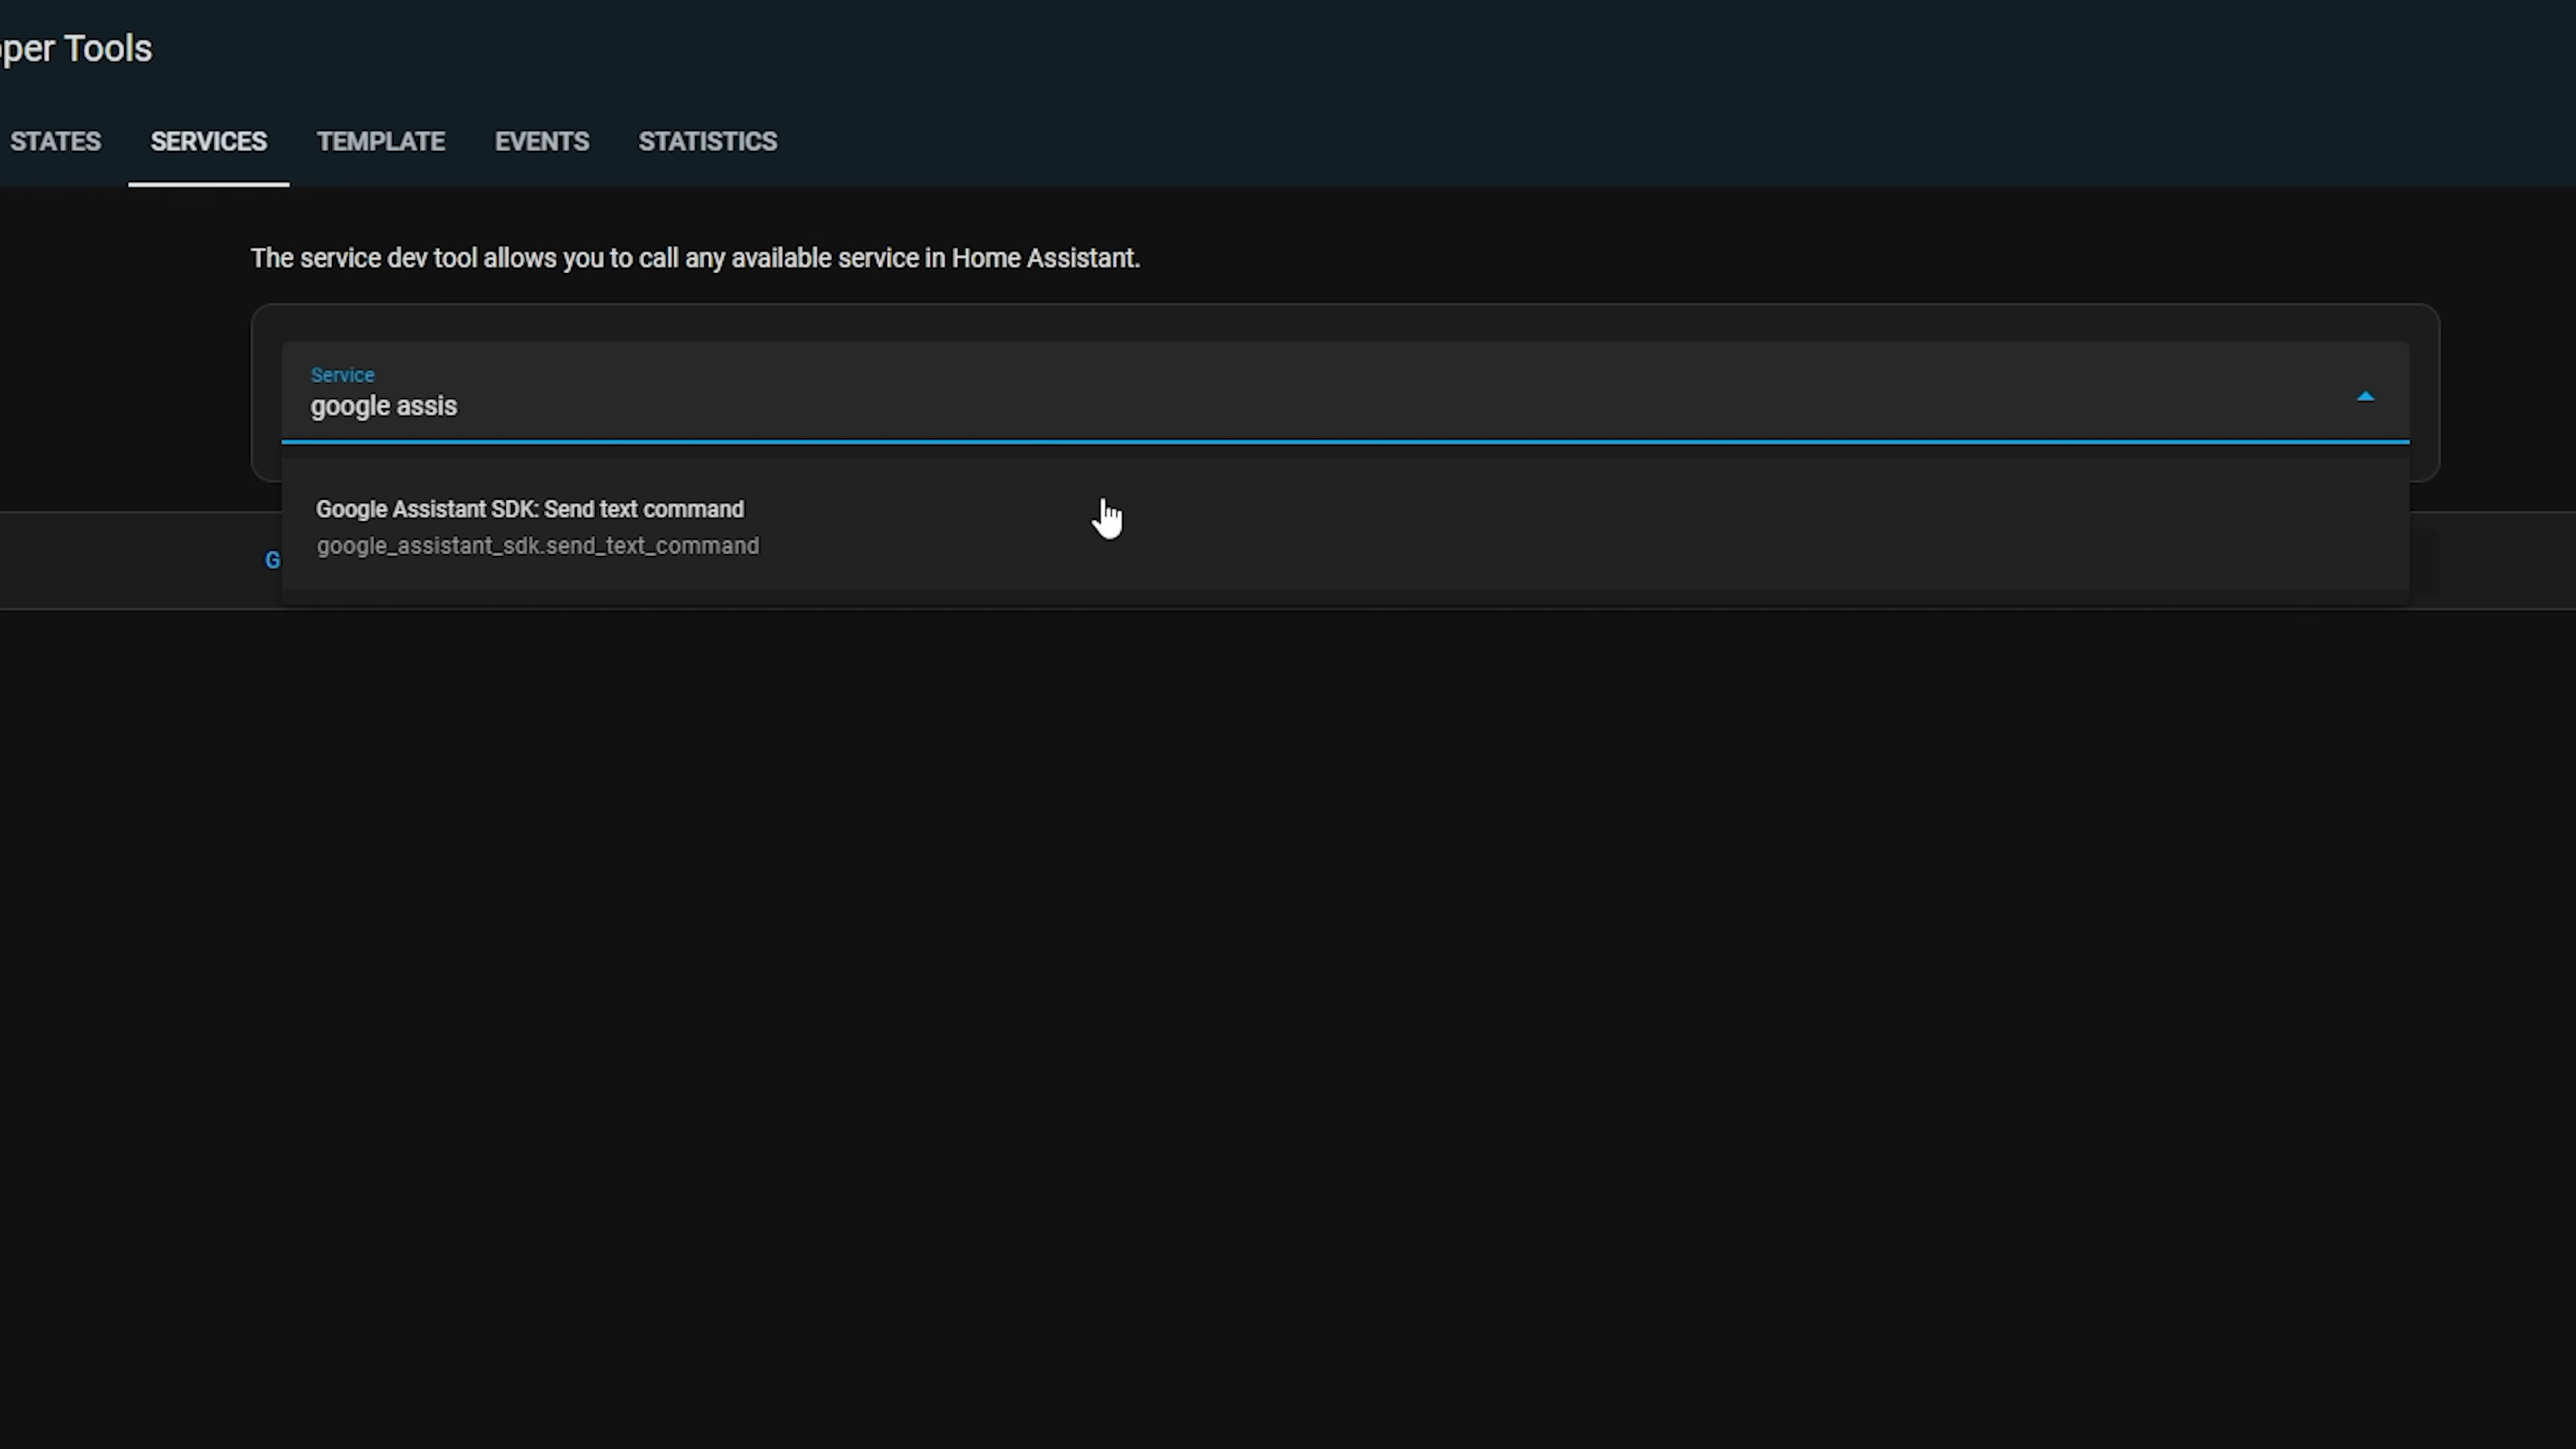 Tools
STATES SERVICES TEMPLATE EVENTS STATISTICS
The service dev tool allows you to call any available service in Home Assistant.
Service
google assis
Google Assistant SDK: Send text command
google_assistant_sdk.send_text_command